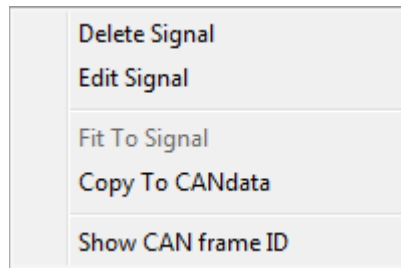 Delete Signal
Edit Signal
Fit To Signal
Copy To CANdata
Show CAN frame ID